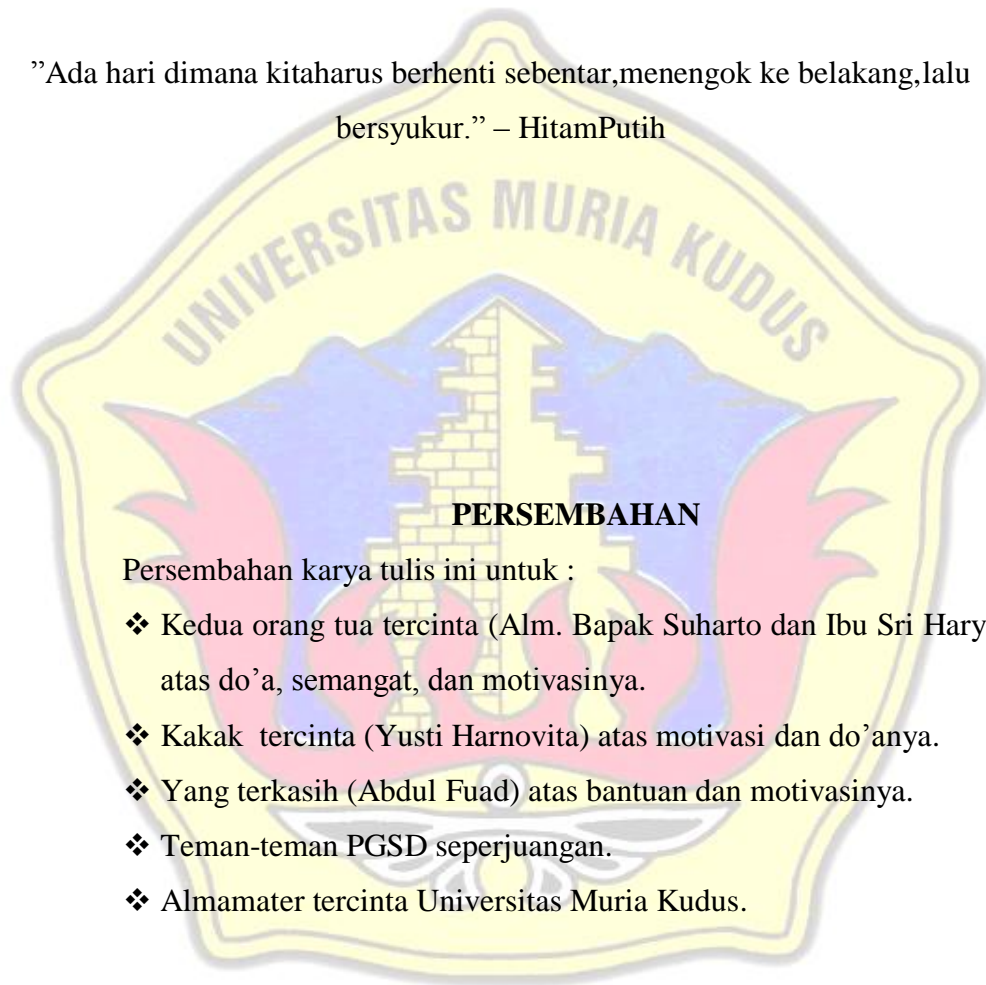 ”Ada hari dimana kitaharus berhenti sebentar,menengok ke belakang,lalu
bersyukur.” – HitamPutih
UNIVERSITAS MURIA KUDUS
PERSEMBAHAN
Persembahan karya tulis ini untuk :
❖ Kedua orang tua tercinta (Alm. Bapak Suharto dan Ibu Sri Hary
atas do’a, semangat, dan motivasinya.
❖ Kakak tercinta (Yusti Harnovita) atas motivasi dan do’anya.
❖ Yang terkasih (Abdul Fuad) atas bantuan dan motivasinya.
❖ Teman-teman PGSD seperjuangan.
❖ Almamater tercinta Universitas Muria Kudus.